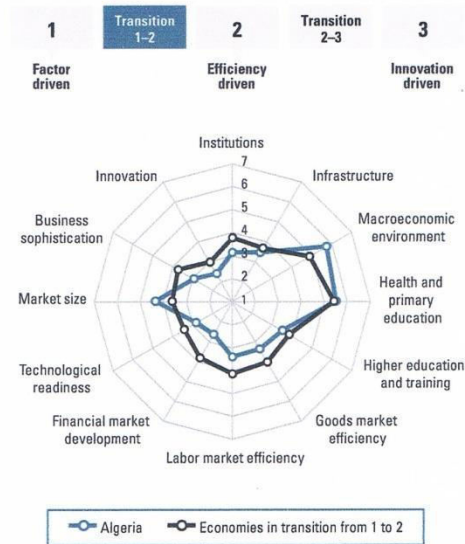 1
Transition
1–2
2
Transition
2–3
3
Factor
driven
Efficiency
driven
Innovation
driven
Institutions
Innovation
Infrastructure
Business
sophistication
Macroeconomic
environment
Market size
Health and
primary
education
Technological
readiness
Higher education
and training
Financial market
development
Goods market
efficiency
Labor market efficiency
7
6
5
4
3
2
1
Algeria
Economies in transition from 1 to 2